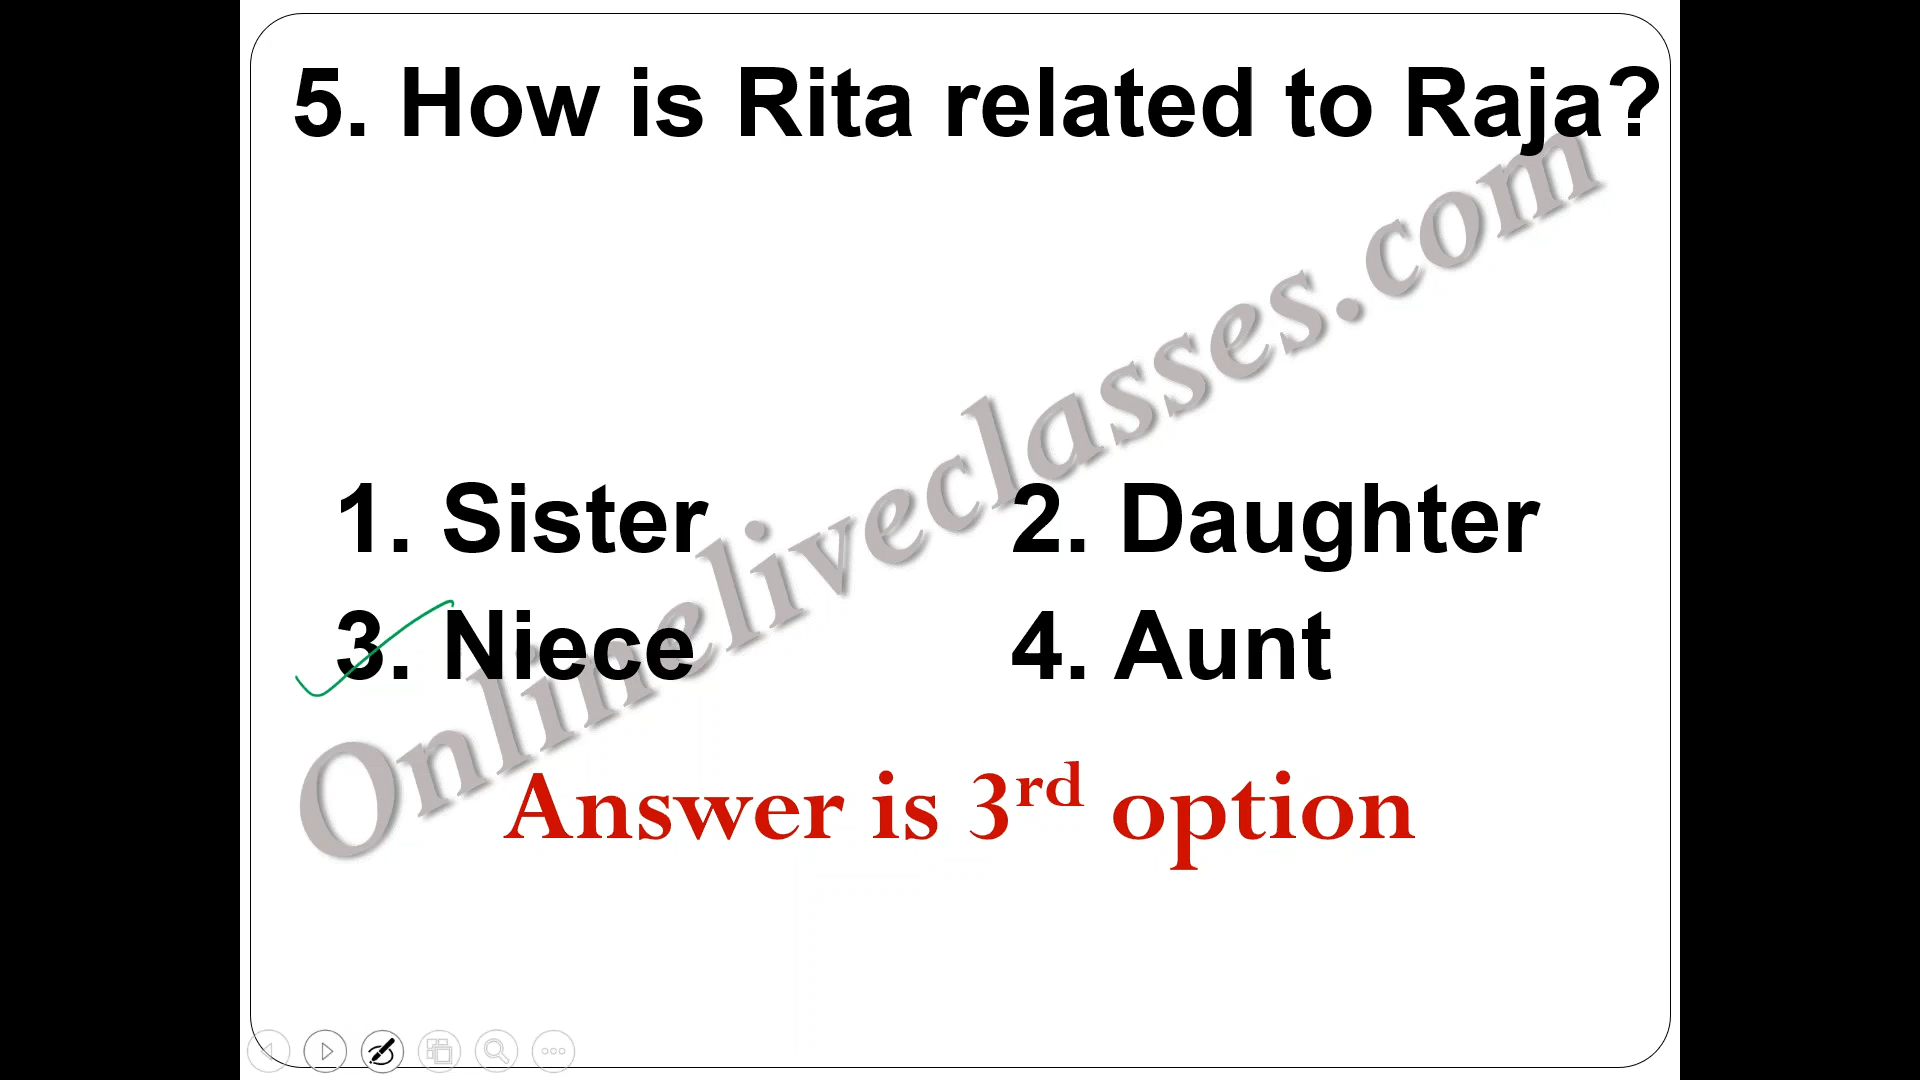 5. How is Rita related to Raja?
1. Sister 2. Daughter
3. Niece 4. Aunt
Answer is 3rd option
Onlineliveclasses.com